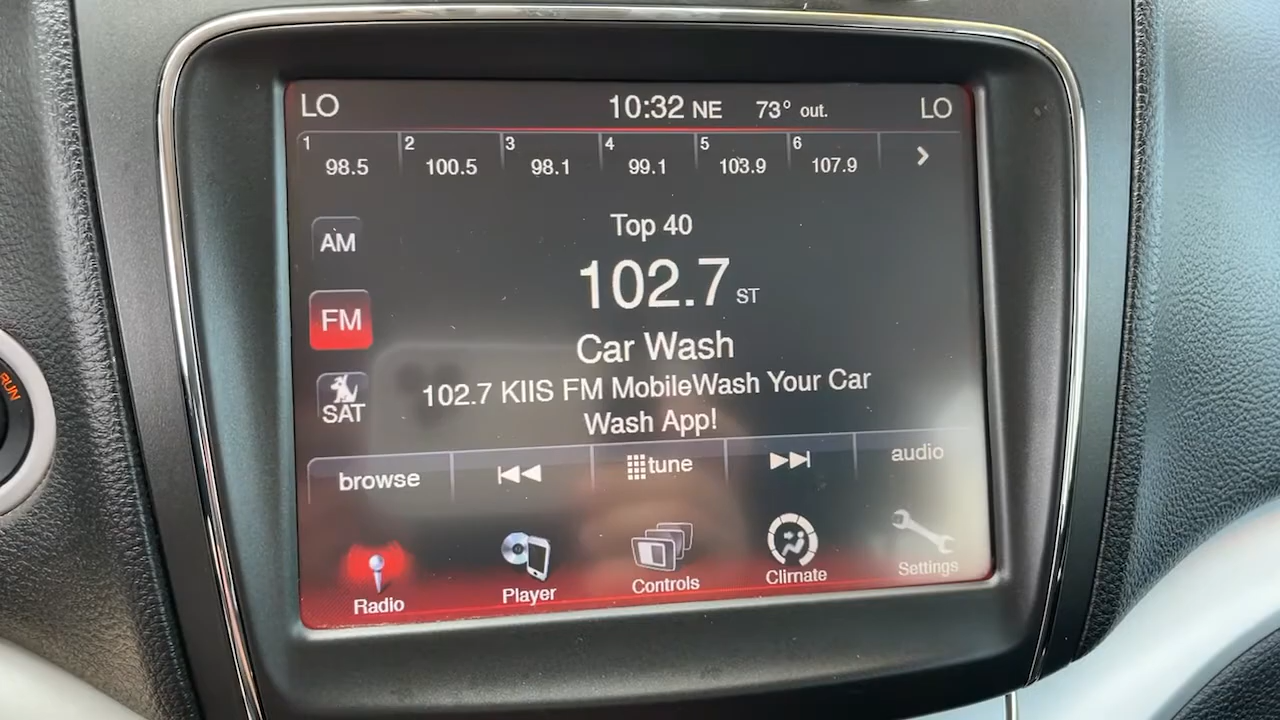 LO 10:32 NE 73° out. LO
1 98.5 2 100.5 3 98.1 4 99.1 5 103.9 6 107.9
Top 40
AM
102.7 ST
FM
Car Wash
102.7 KIIS FM MobileWash Your Car
Wash App!
SAT
browse tune audio
Radio Player Controls Climate Settings
RUN